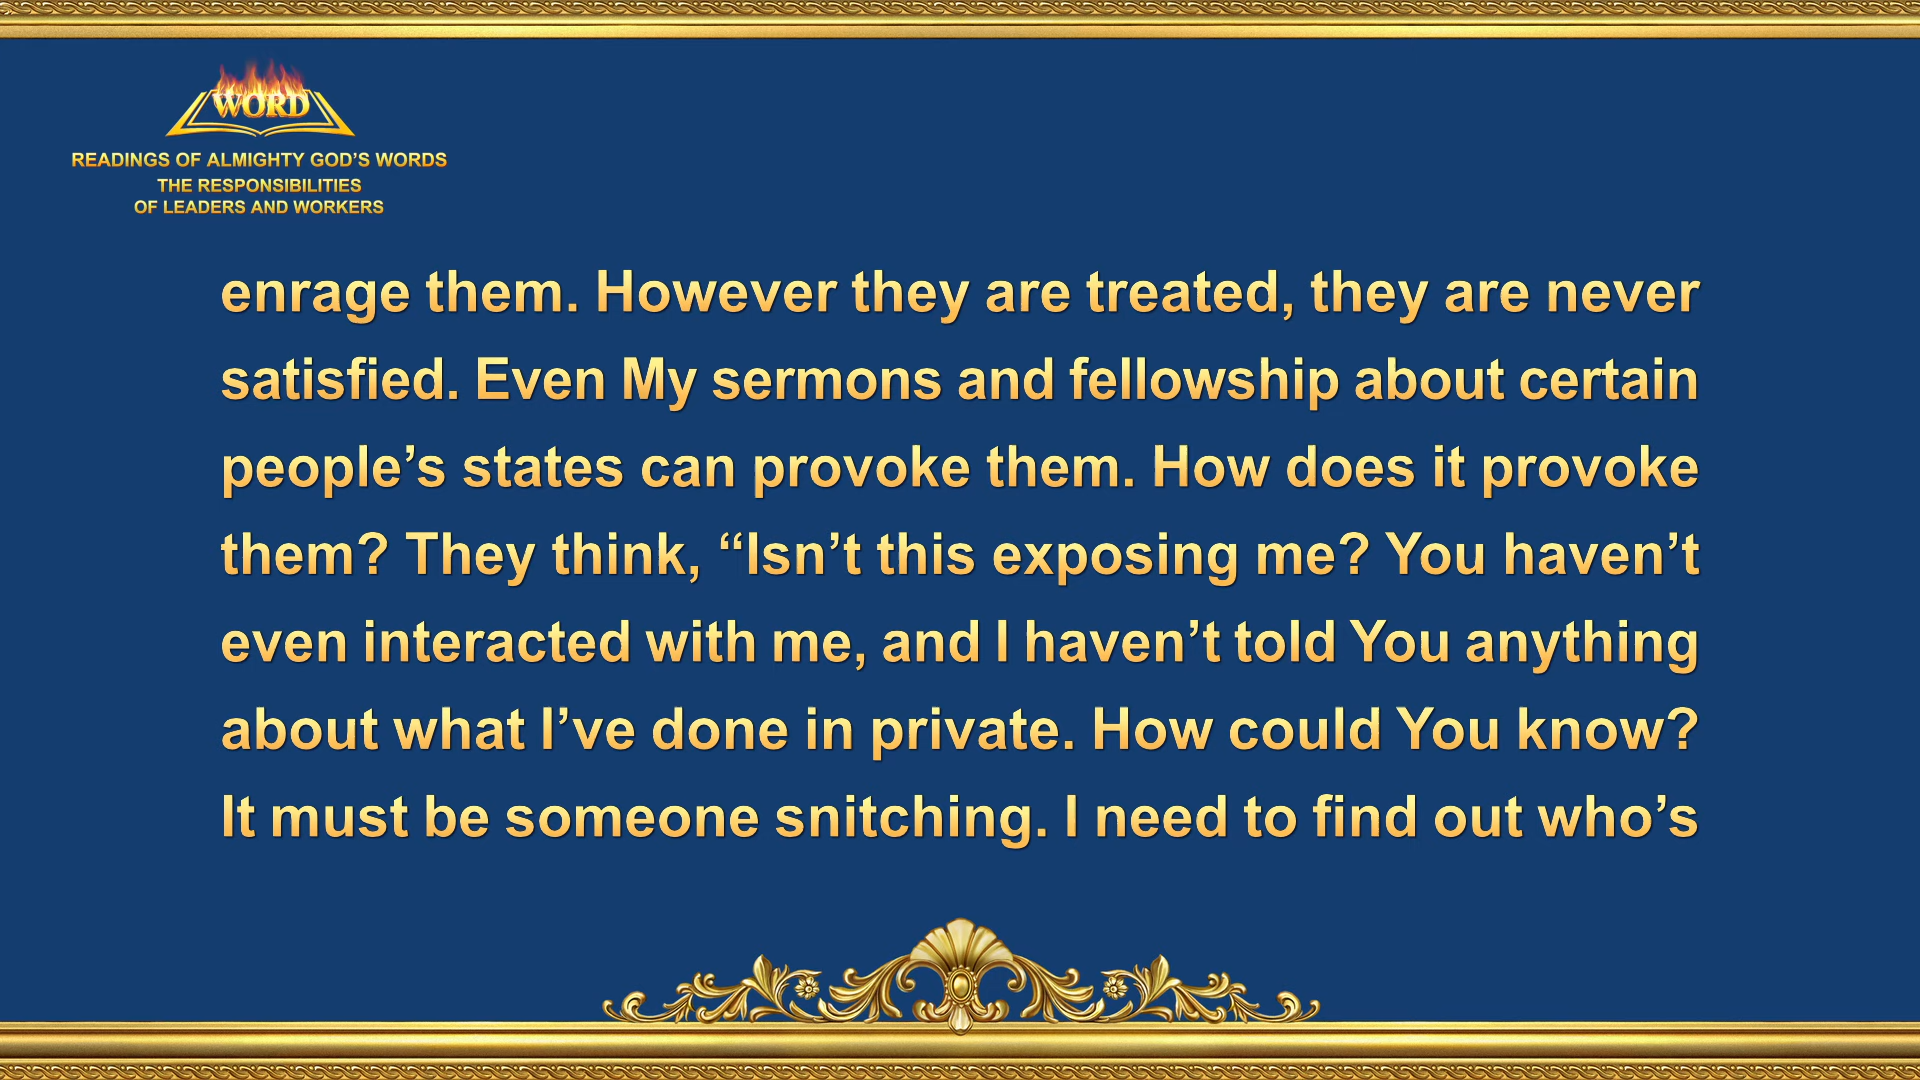 WORD
READINGS OF ALMIGHTY GOD’S WORDS
THE RESPONSIBILITIES
OF LEADERS AND WORKERS
enrage them. However they are treated, they are never
satisfied. Even My sermons and fellowship about certain
people’s states can provoke them. How does it provoke
them? They think, “Isn’t this exposing me? You haven’t
even interacted with me, and I haven’t told You anything
about what I’ve done in private. How could You know?
It must be someone snitching. I need to find out who’s